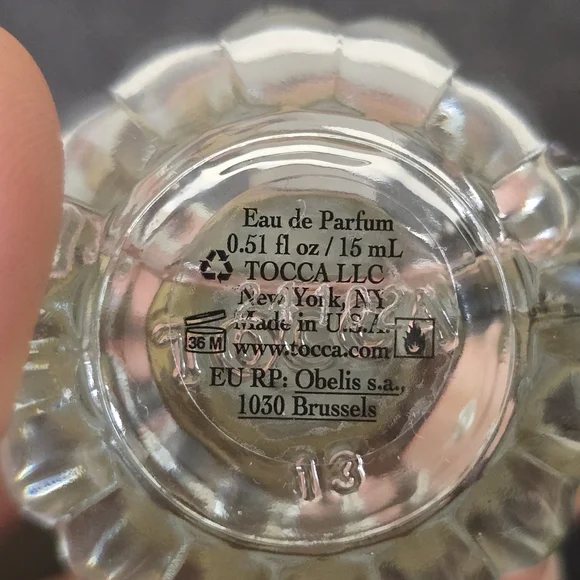 Eau de Parfum
0.51 fl oz / 15 mL
TOCCA LLC
New York, NY
Made in U.S.A.
36 M
www.tocca.com
EU RP: Obelis s.a.,
1030 Brussels
13